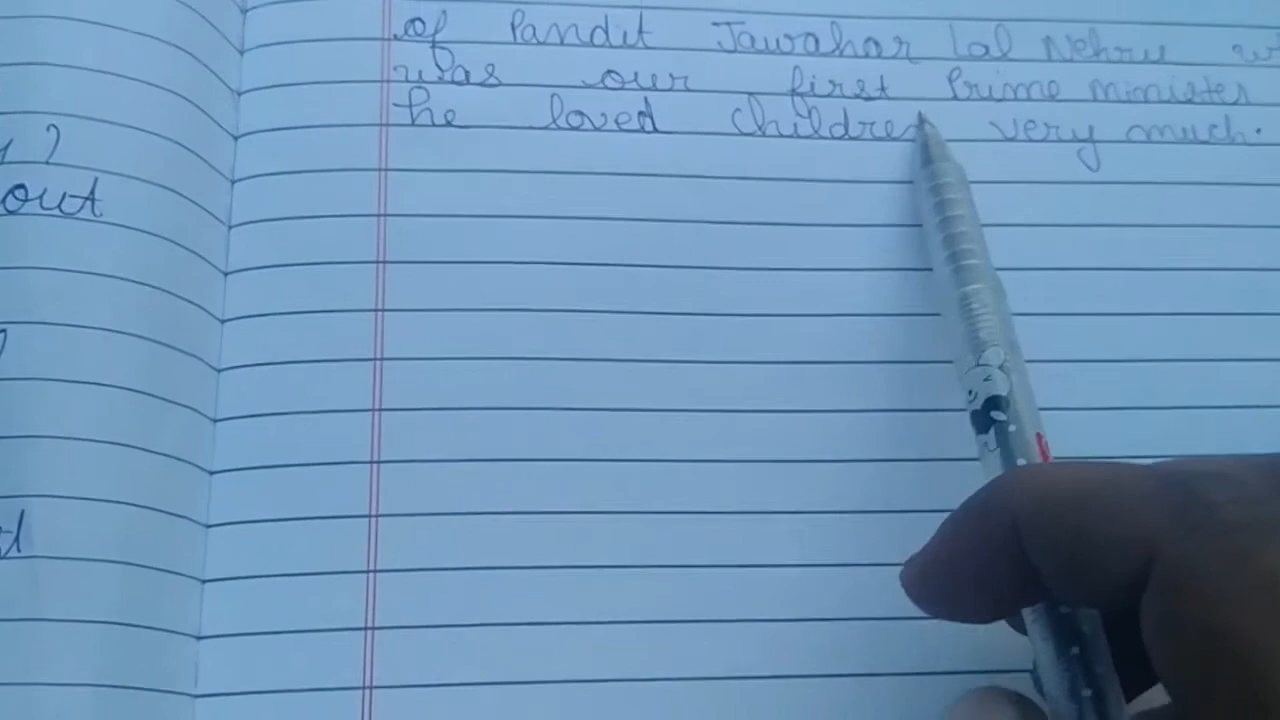 of Pandit Jawahar Lal Nehru
was our first Prime minister
he loved children very much.
out